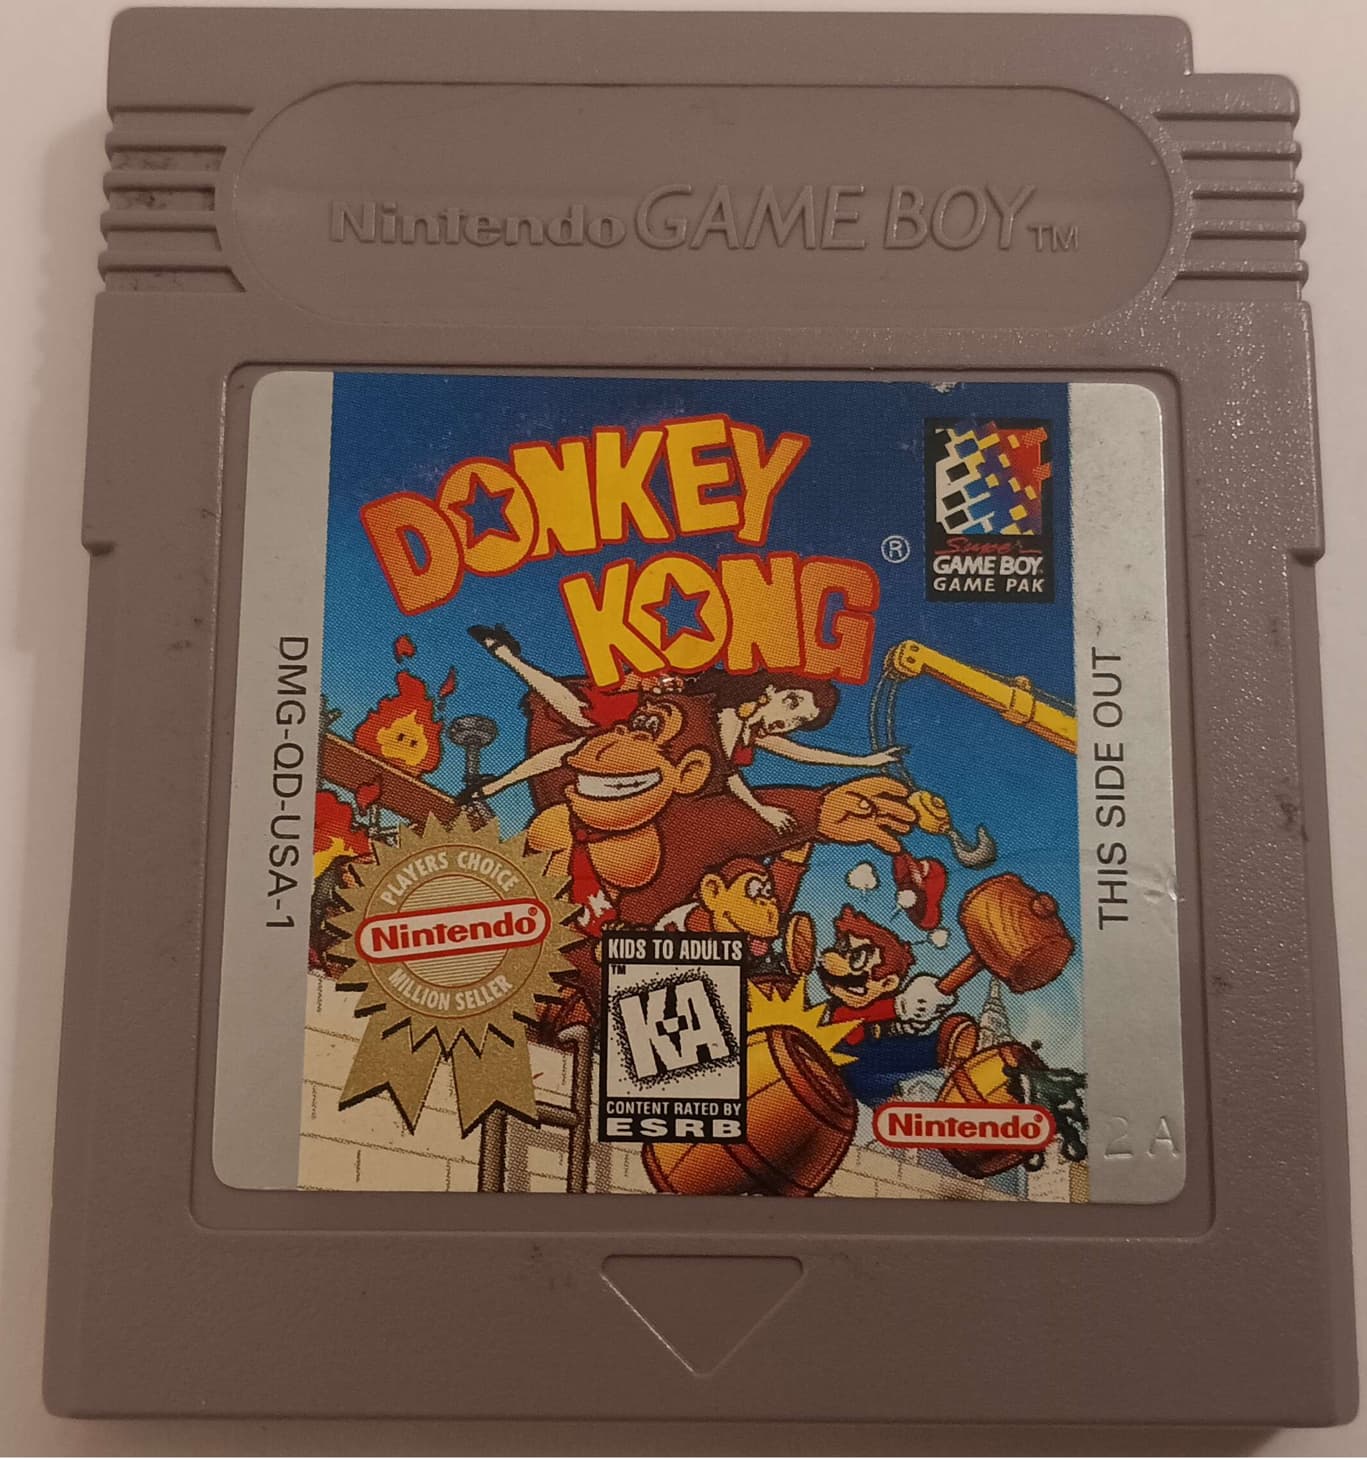 Nintendo GAME BOY TM
DONKEY
KONG ®
Super
GAME BOY
GAME PAK
DMG-QD-USA-1
THIS SIDE OUT
PLAYERS CHOICE
Nintendo®
MILLION SELLER
KIDS TO ADULTS
TM
K-A
CONTENT RATED BY
ESRB
Nintendo®
2 A